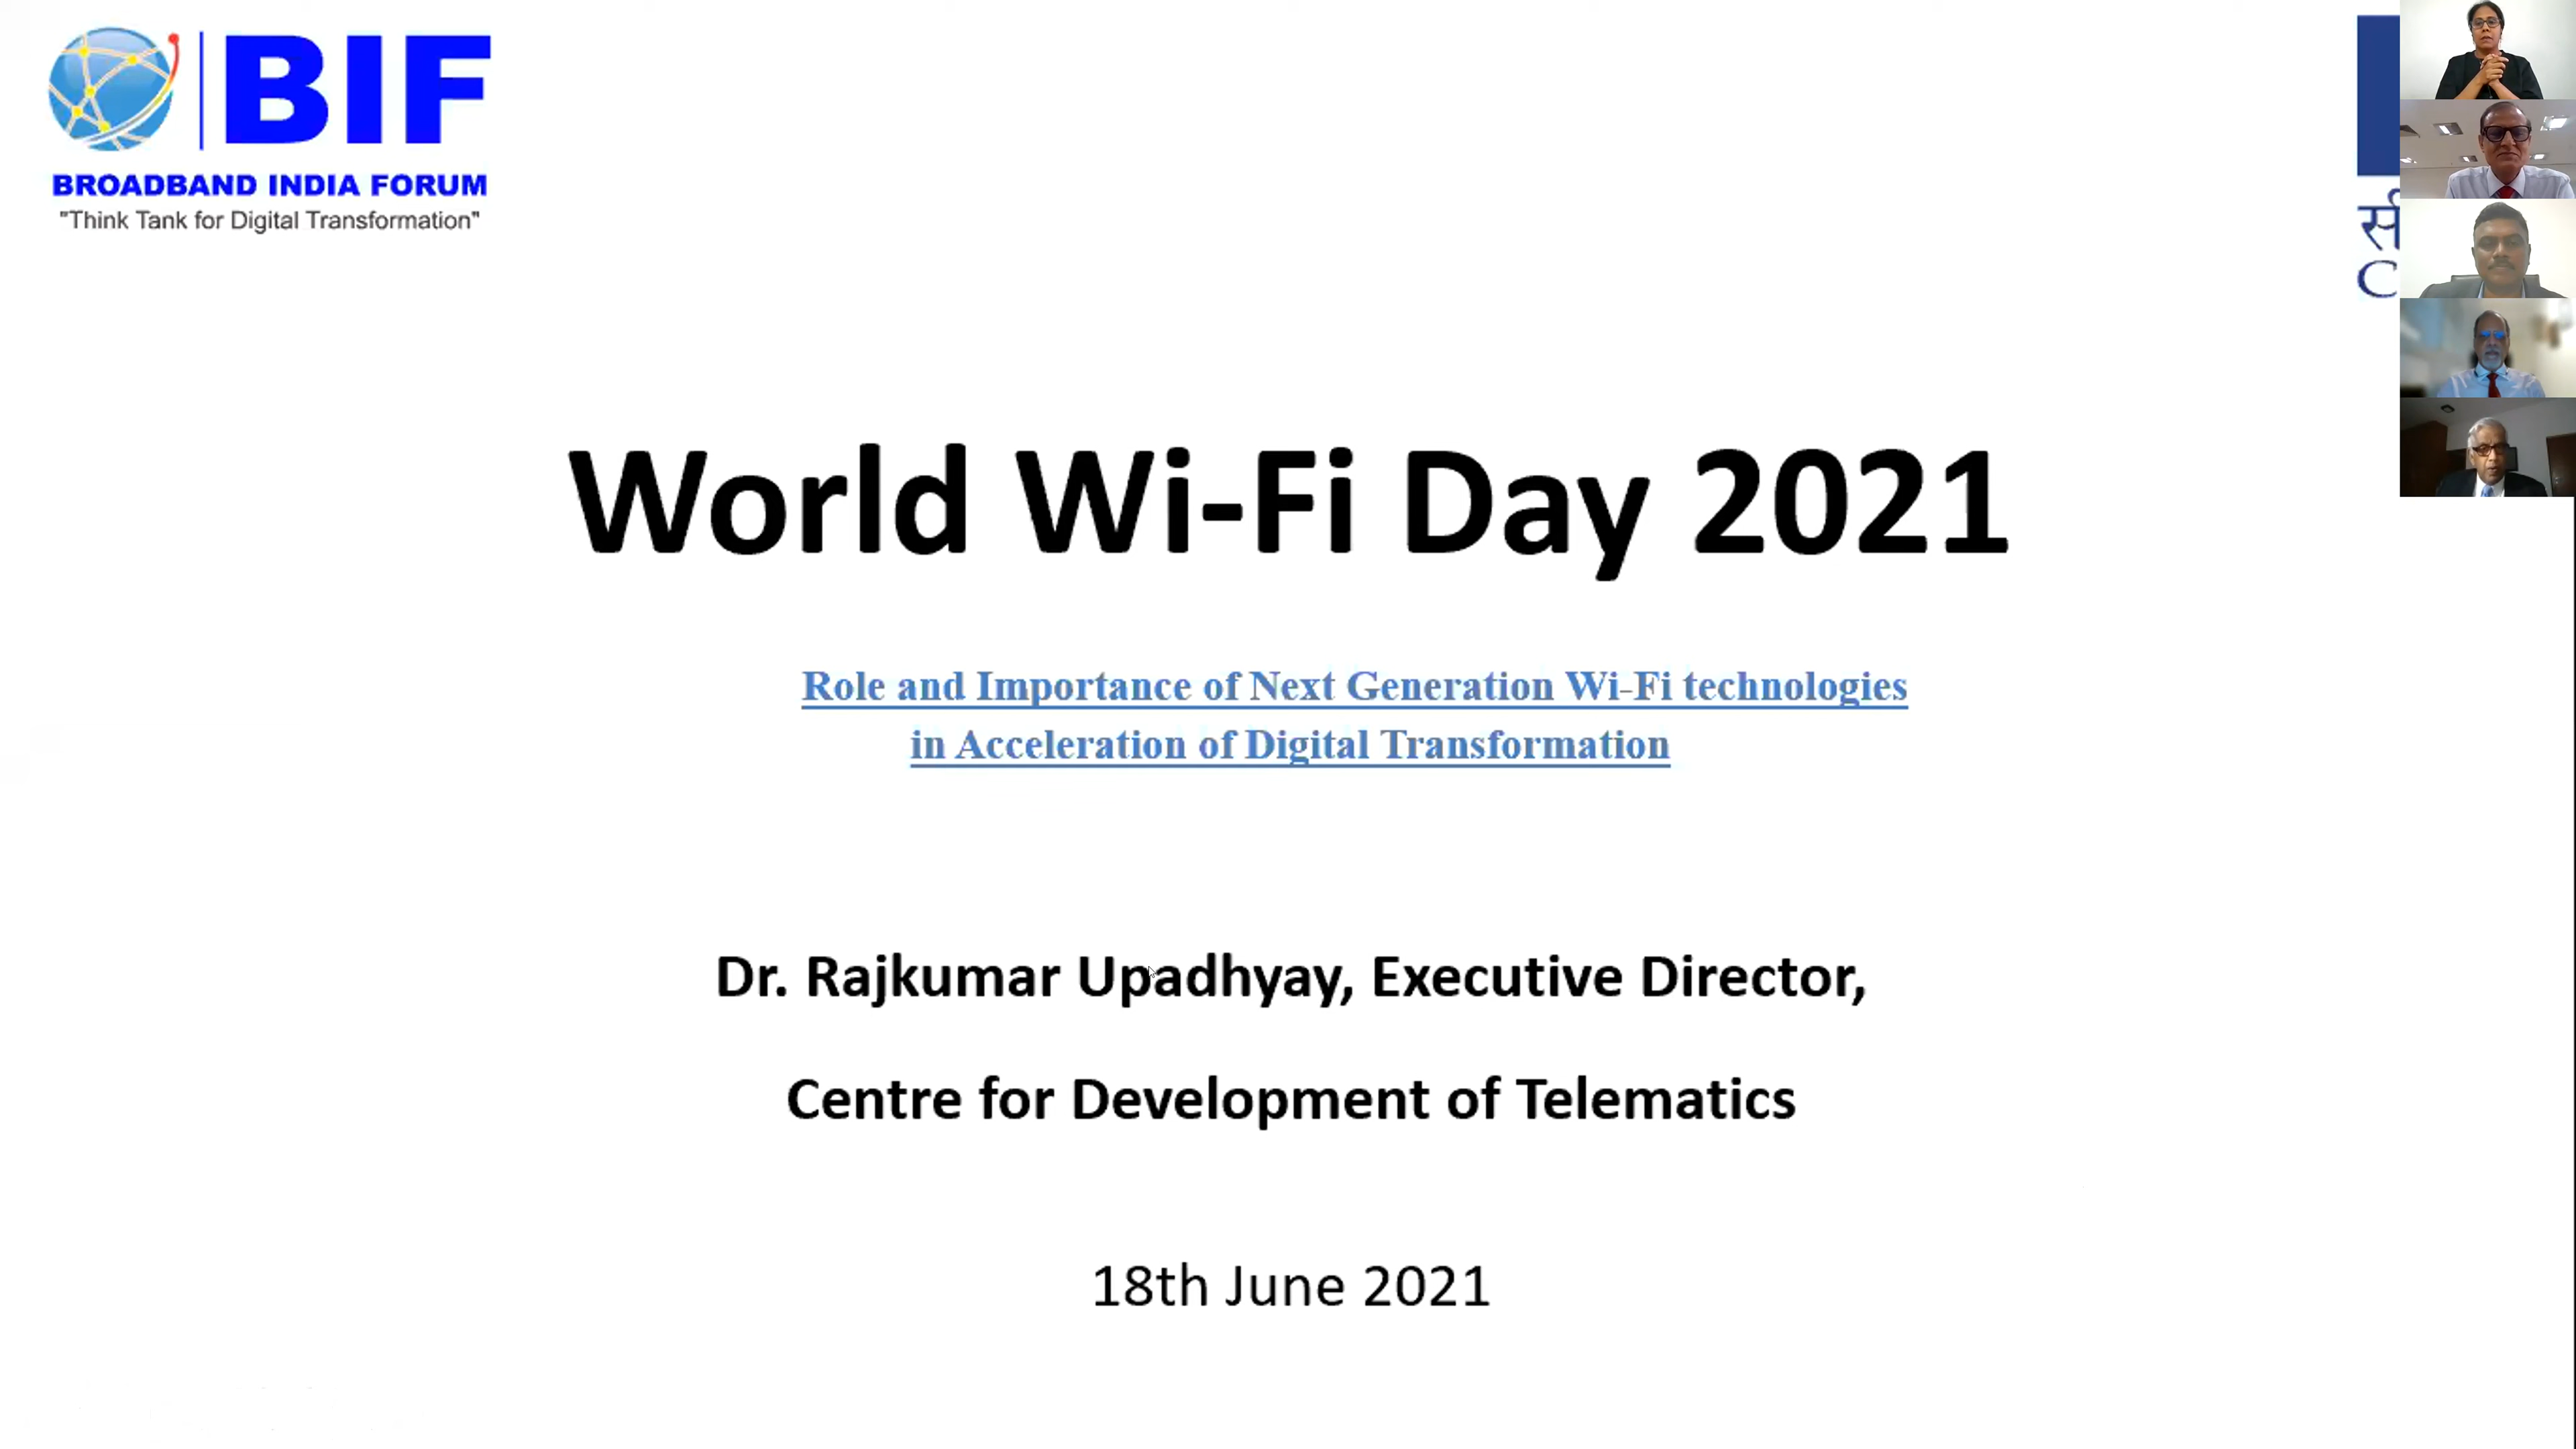 BIF
BROADBAND INDIA FORUM
"Think Tank for Digital Transformation"
World Wi-Fi Day 2021
Role and Importance of Next Generation Wi-Fi technologies
in Acceleration of Digital Transformation
Dr. Rajkumar Upadhyay, Executive Director,
Centre for Development of Telematics
18th June 2021